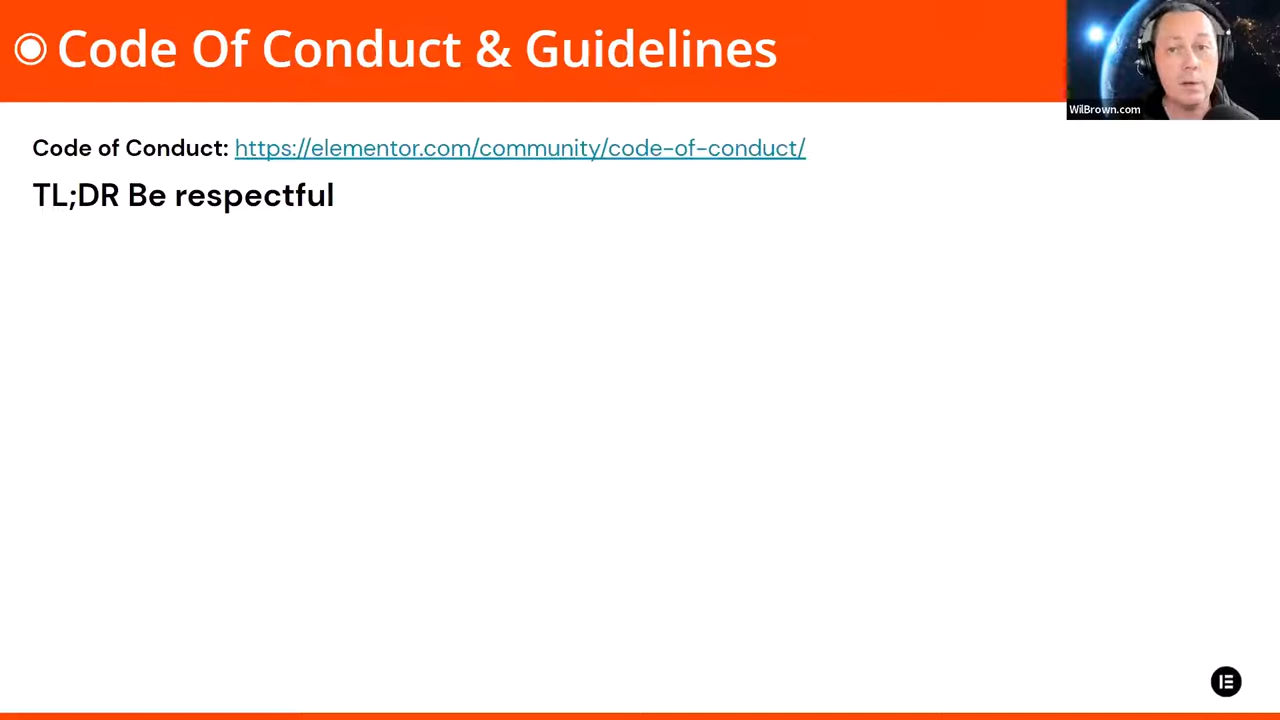 Code Of Conduct & Guidelines
WilBrown.com
Code of Conduct: https://elementor.com/community/code-of-conduct/
TL;DR Be respectful